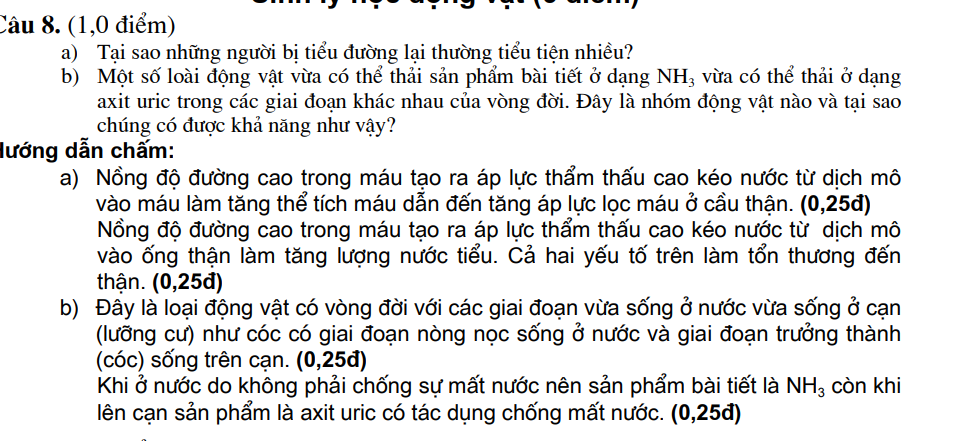 Sinh lý học động vật (6 điểm)
Câu 8. (1,0 điểm)
a) Tại sao những người bị tiểu đường lại thường tiểu tiện nhiều?
b) Một số loài động vật vừa có thể thải sản phẩm bài tiết ở dạng NH₃ vừa có thể thải ở dạng
axit uric trong các giai đoạn khác nhau của vòng đời. Đây là nhóm động vật nào và tại sao
chúng có được khả năng như vậy?
Hướng dẫn chấm:
a) Nồng độ đường cao trong máu tạo ra áp lực thẩm thấu cao kéo nước từ dịch mô
vào máu làm tăng thể tích máu dẫn đến tăng áp lực lọc máu ở cầu thận. (0,25đ)
Nồng độ đường cao trong máu tạo ra áp lực thẩm thấu cao kéo nước từ dịch mô
vào ống thận làm tăng lượng nước tiểu. Cả hai yếu tố trên làm tổn thương đến
thận. (0,25đ)
b) Đây là loại động vật có vòng đời với các giai đoạn vừa sống ở nước vừa sống ở cạn
(lưỡng cư) như cóc có giai đoạn nòng nọc sống ở nước và giai đoạn trưởng thành
(cóc) sống trên cạn. (0,25đ)
Khi ở nước do không phải chống sự mất nước nên sản phẩm bài tiết là NH₃ còn khi
lên cạn sản phẩm là axit uric có tác dụng chống mất nước. (0,25đ)